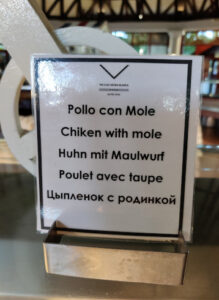 Pollo con Mole
Chiken with mole
Huhn mit Maulwurf
Poulet avec taupe
Цыпленок с родинкой